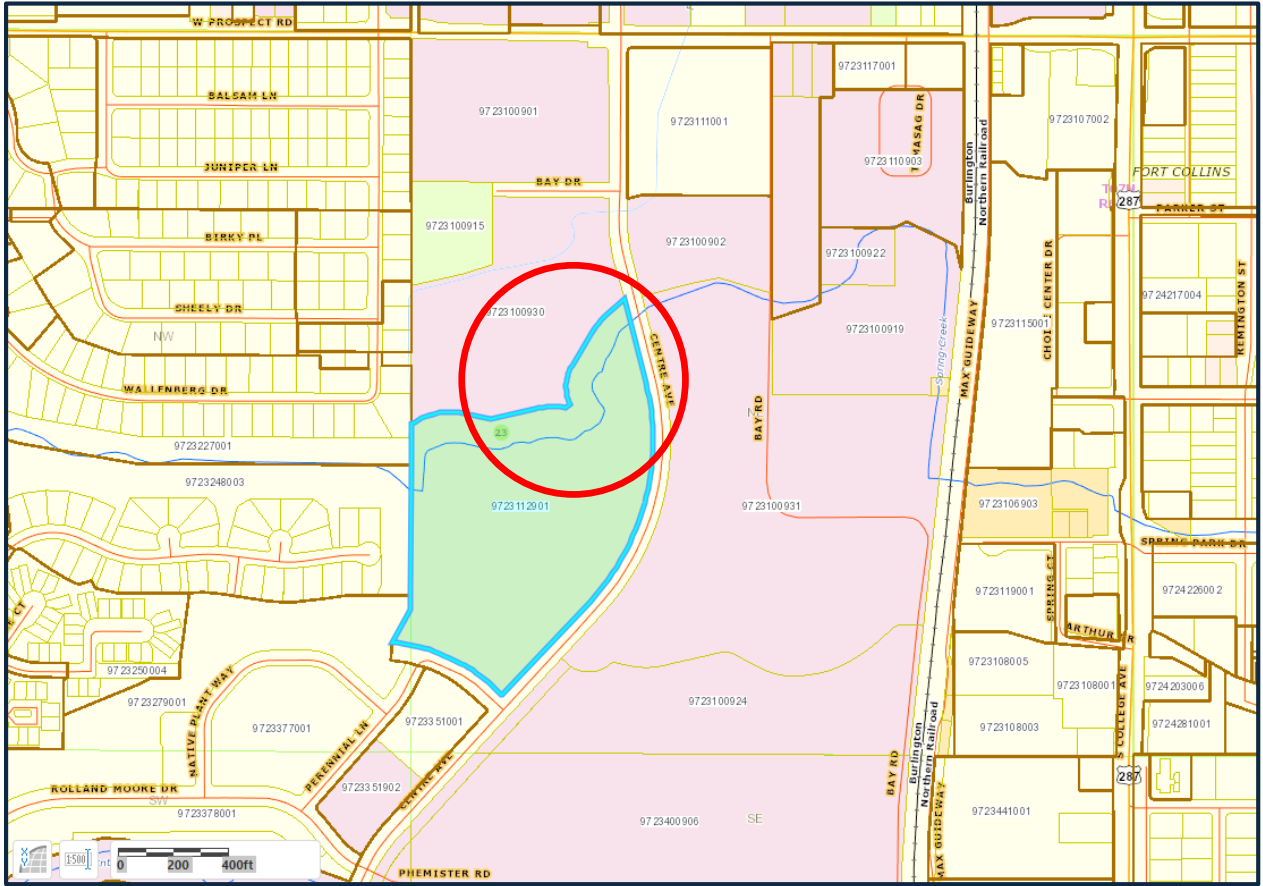 W PROSPECT RD
9723117001
BALSAM LN
9723100901
9723111001
9723107002
JUNIPER LN
9723110903
Burlington
Northern Railroad
FORT COLLINS
BAY DR
287
PARKER ST
9723100915
BIRKY PL
9723100902
9723100922
CHOICE CENTER DR
REMINGTON ST
9724217004
SHEELY DR
9723100930
9723100919
9723115001
NW
CENTRE AVE
Spring Creek
MAX GUIDEWAY
WALLENBERG DR
BAY RD
23
9723227001
9723248003
9723112901
9723100931
9723106903
SPRING PARK DR
9723119001
SPRING CT
9724226002
ARTHUR DR
9723250004
9723108005
9723108001
9724203006
9723279001
NATIVE PLANT WAY
9723100924
9723377001
9723351001
9723108003
9724281001
S COLLEGE AVE
PERENNIAL LN
CENTRE AVE
BAY RD
Burlington
Northern Railroad
287
ROLLAND MOORE DR
SW
9723351902
9723378001
9723400906
SE
9723441001
MAX GUIDEWAY
X
Y
1:500
0 200 400ft
PHEMISTER RD